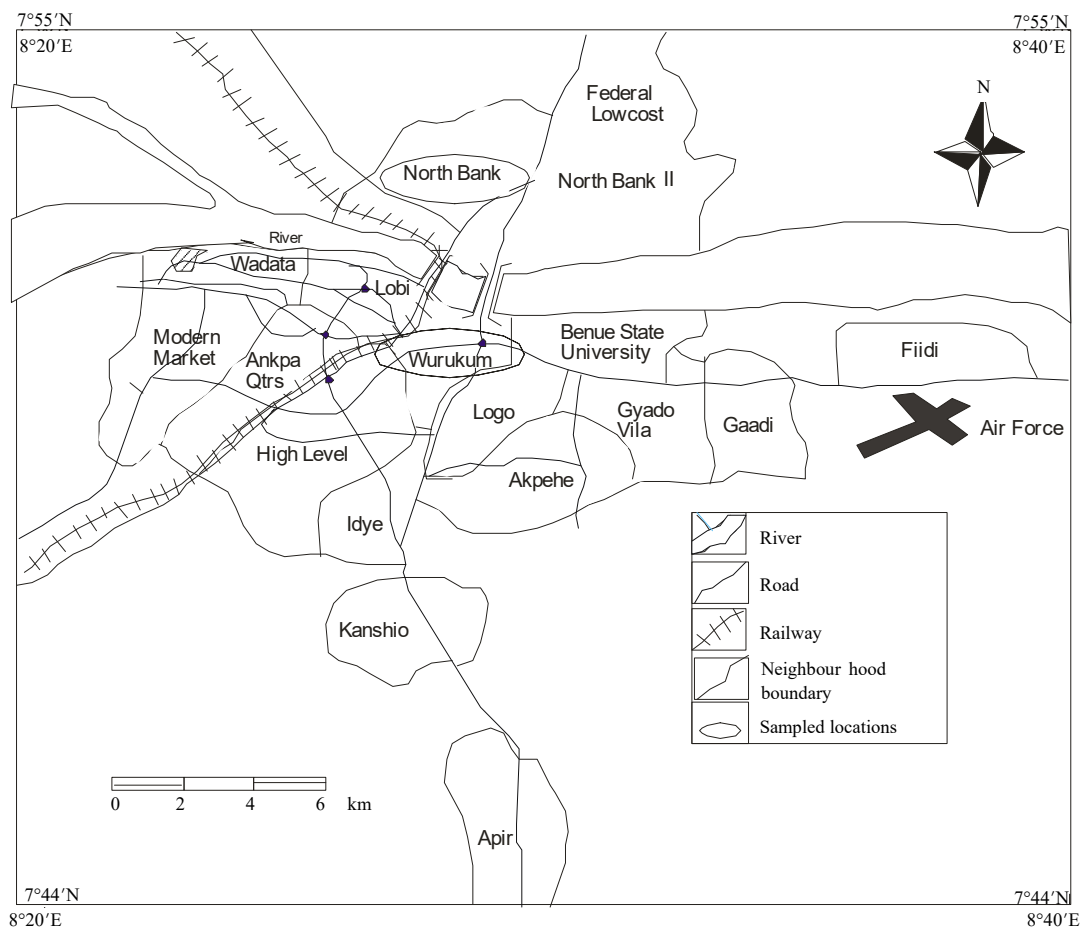 7°55′N
7°55′N
8°20′E
8°40′E
N
Federal
Lowcost
North Bank
North Bank II
River
Wadata
Lobi
Modern
Market
Ankpa
Qtrs
Wurukum
Benue State
University
Fiidi
Logo
Gyado
Vila
Gaadi
Air Force
High Level
Akpehe
Idye
River
Road
Kanshio
Railway
Neighbour hood
boundary
Sampled locations
0 2 4 6 km
Apir
7°44′N
7°44′N
8°20′E
8°40′E